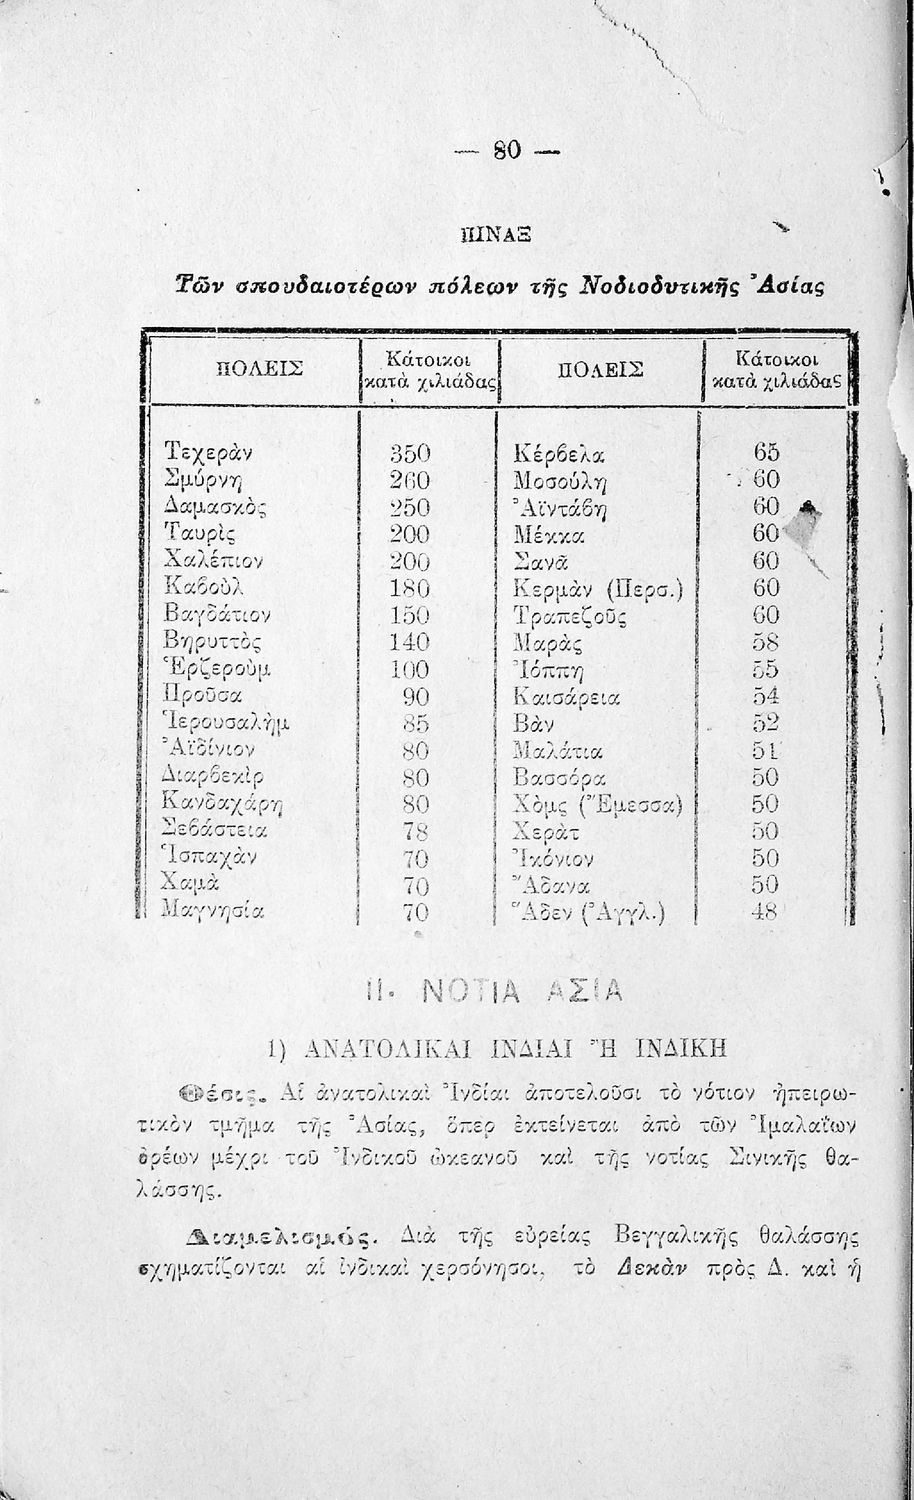 — 80 —
ΠΙΝΑΞ
Τῶν σπουδαιοτέρων πόλεων τῆς Νοδιοδυτικῆς Ἀσίας
ΠΟΛΕΙΣ Κάτοικοι κατὰ χιλιάδας ΠΟΛΕΙΣ Κάτοικοι κατὰ χιλιάδας
Τεχερὰν 350 Κέρβελα 65
Σμύρνη 260 Μοσούλη 60
Δαμασκὸς 250 Ἀϊντάβη 60
Ταυρὶς 200 Μέκκα 60
Χαλέπιον 200 Σανᾶ 60
Καβοὺλ 180 Κερμὰν (Περσ.) 60
Βαγδάτιον 150 Τραπεζοῦς 60
Βηρυττὸς 140 Μαρὰς 58
Ἑρζεροὺμ 100 Ἰόππη 55
Προῦσα 90 Καισάρεια 54
Ἱερουσαλὴμ 85 Βὰν 52
Ἀϊδίνιον 80 Μαλάτια 51
Διαρβεκὶρ 80 Βασσόρα 50
Κανδαχάρη 80 Χὸμς (Ἔμεσσα) 50
Σεβάστεια 78 Χερὰτ 50
Ἰσπαχὰν 70 Ἰκόνιον 50
Χαμὰ 70 Ἄδανα 50
Μαγνησία 70 Ἄδεν (Ἀγγλ.) 48
II. ΝΟΤΙΑ ΑΣΙΑ
1) ΑΝΑΤΟΛΙΚΑΙ ΙΝΔΙΑΙ Ἢ ΙΝΔΙΚΗ
Θέσις. Αἱ ἀνατολικαὶ Ἰνδίαι ἀποτελοῦσι τὸ νότιον ἠπειρω-
τικὸν τμῆμα τῆς Ἀσίας, ὅπερ ἐκτείνεται ἀπὸ τῶν Ἱμαλαΐων
ὀρέων μέχρι τοῦ Ἰνδικοῦ ὠκεανοῦ καὶ τῆς νοτίας Σινικῆς θα-
λάσσης.
Διαμελισμός. Διὰ τῆς εὐρείας Βεγγαλικῆς θαλάσσης
σχηματίζονται αἱ ἰνδικαὶ χερσόνησοι, τὸ Δεκὰν πρὸς Δ. καὶ ἡ